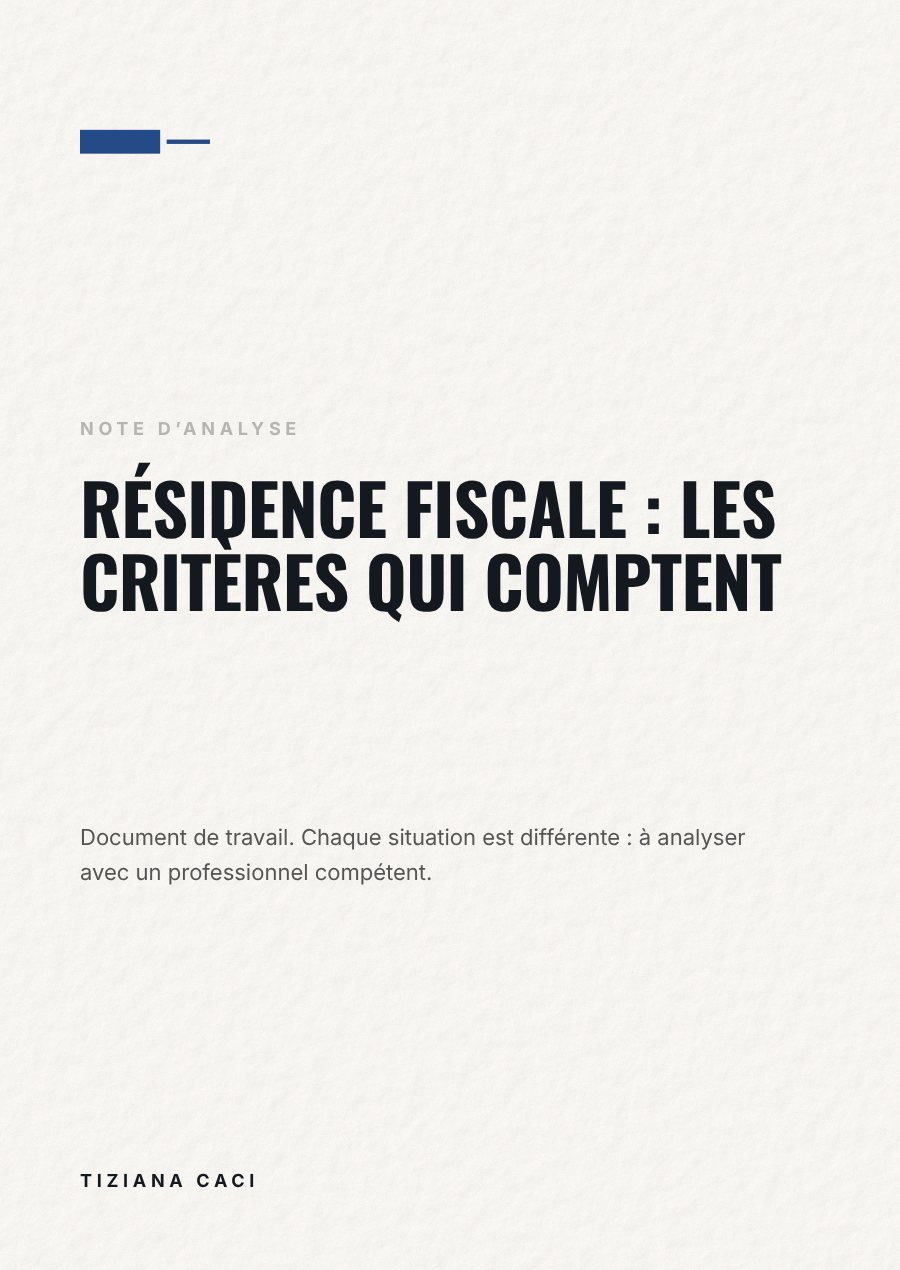 NOTE D’ANALYSE
RÉSIDENCE FISCALE : LES
CRITÈRES QUI COMPTENT
Document de travail. Chaque situation est différente : à analyser
avec un professionnel compétent.
TIZIANA CACI